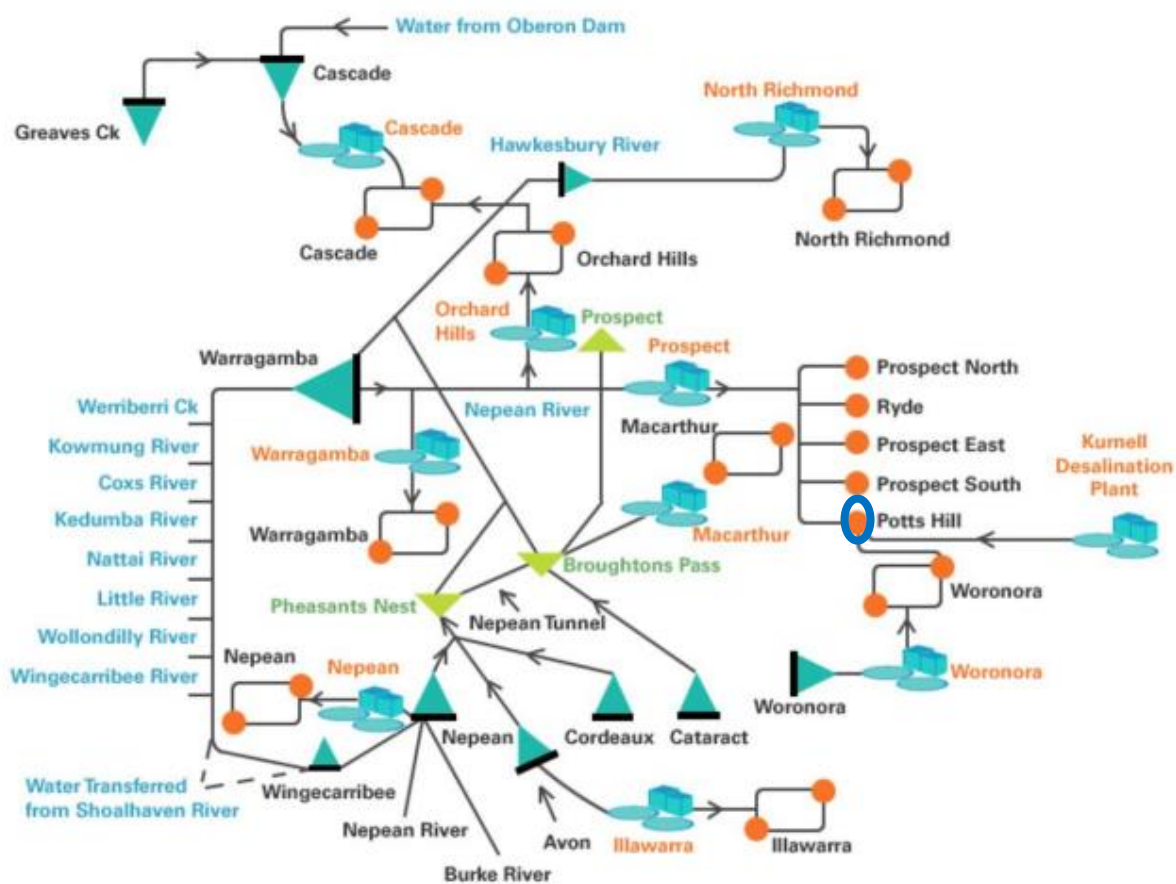 Water from Oberon Dam
Cascade
Greaves Ck
Cascade
North Richmond
Hawkesbury River
Cascade
North Richmond
Orchard Hills
Orchard
Hills
Prospect
Prospect
Warragamba
Nepean River
Prospect North
Ryde
Prospect East
Prospect South
Potts Hill
Macarthur
Macarthur
Kurnell
Desalination
Plant
Werriberri Ck
Kowmung River
Coxs River
Kedumba River
Nattai River
Little River
Wollondilly River
Wingecarribee River
Warragamba
Warragamba
Broughtons Pass
Pheasants Nest
Nepean Tunnel
Woronora
Woronora
Woronora
Nepean
Nepean
Nepean
Cordeaux
Cataract
Water Transferred
from Shoalhaven River
Wingecarribee
Nepean River
Burke River
Avon
Illawarra
Illawarra